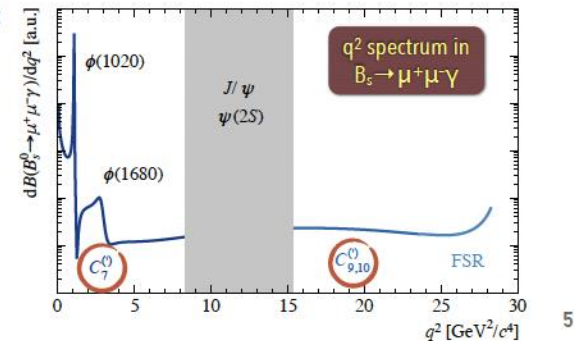 dB(B⁰ₛ→μ⁺μ⁻γ)/dq² [a.u.]
ϕ(1020)
ϕ(1680)
J/ψ
ψ(2S)
q² spectrum in
Bₛ→ μ⁺μ⁻γ
C₇⁽′⁾
C₉,₁₀⁽′⁾
FSR
0 5 10 15 20 25 30
q² [GeV²/c⁴]
5